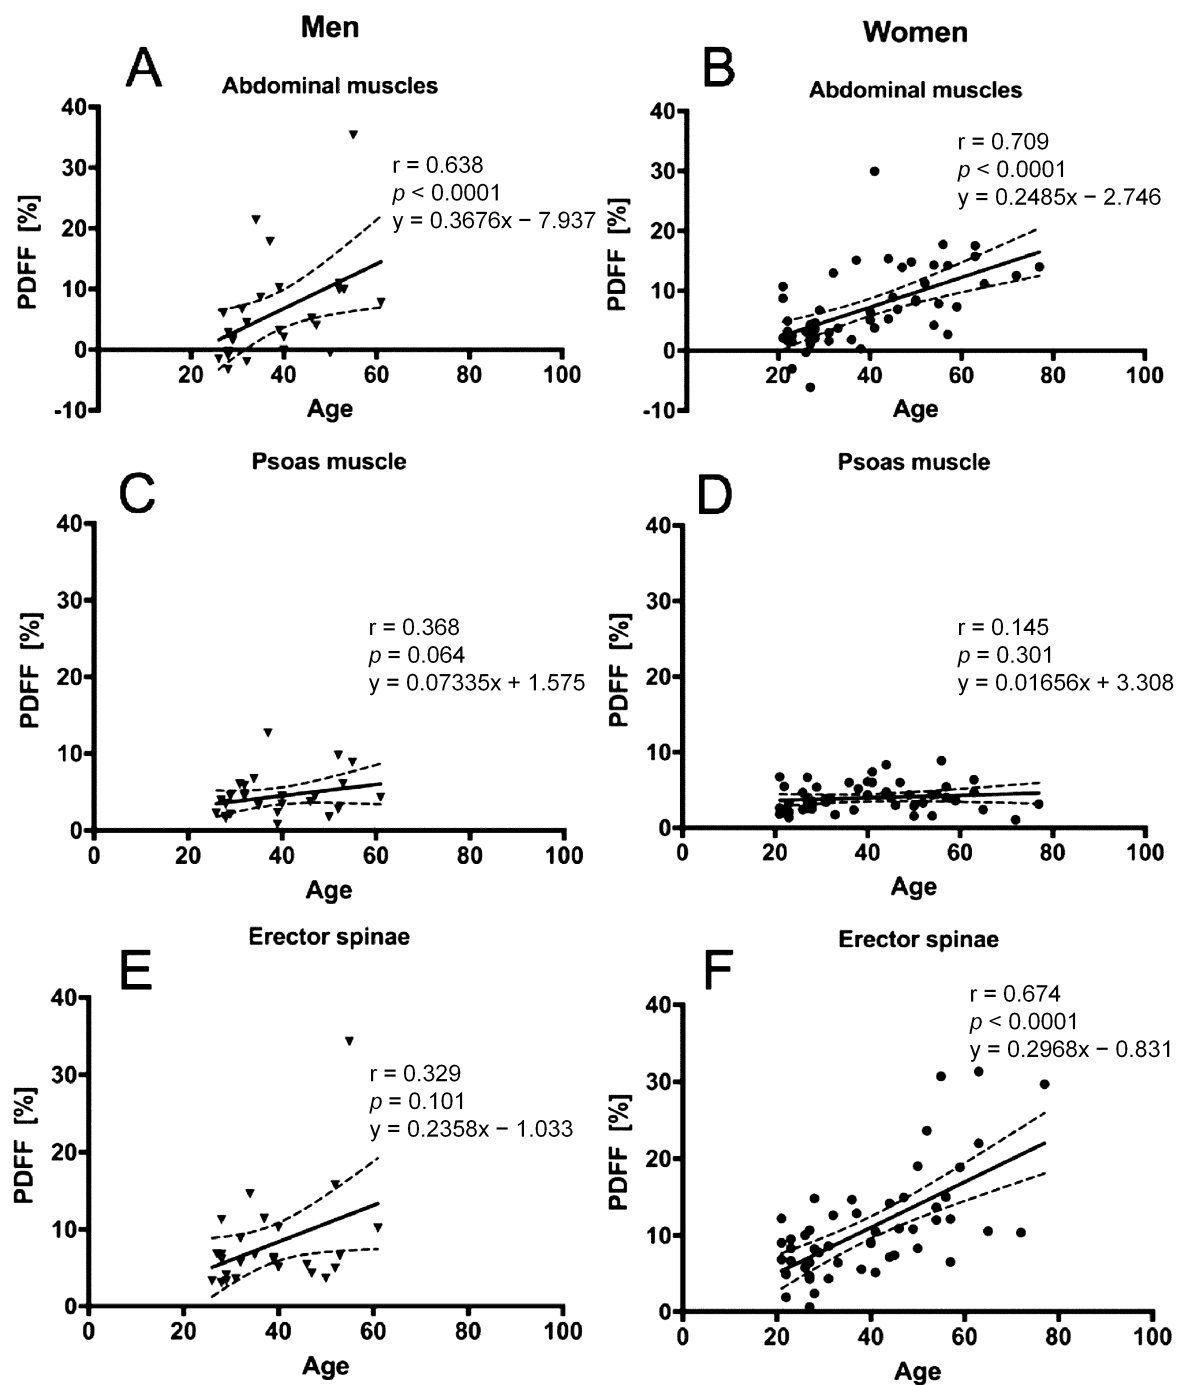 Men
Women
A
Abdominal muscles
40
30
20
10
0
-10
PDFF [%]
r = 0.638
p < 0.0001
y = 0.3676x − 7.937
20
40
60
80
100
Age
B
Abdominal muscles
40
30
20
10
0
-10
PDFF [%]
r = 0.709
p < 0.0001
y = 0.2485x − 2.746
20
40
60
80
100
Age
C
Psoas muscle
40
30
20
10
0
PDFF [%]
r = 0.368
p = 0.064
y = 0.07335x + 1.575
0
20
40
60
80
100
Age
D
Psoas muscle
40
30
20
10
0
PDFF [%]
r = 0.145
p = 0.301
y = 0.01656x + 3.308
0
20
40
60
80
100
Age
E
Erector spinae
40
30
20
10
0
PDFF [%]
r = 0.329
p = 0.101
y = 0.2358x − 1.033
0
20
40
60
80
100
Age
F
Erector spinae
40
30
20
10
0
PDFF [%]
r = 0.674
p < 0.0001
y = 0.2968x − 0.831
0
20
40
60
80
100
Age